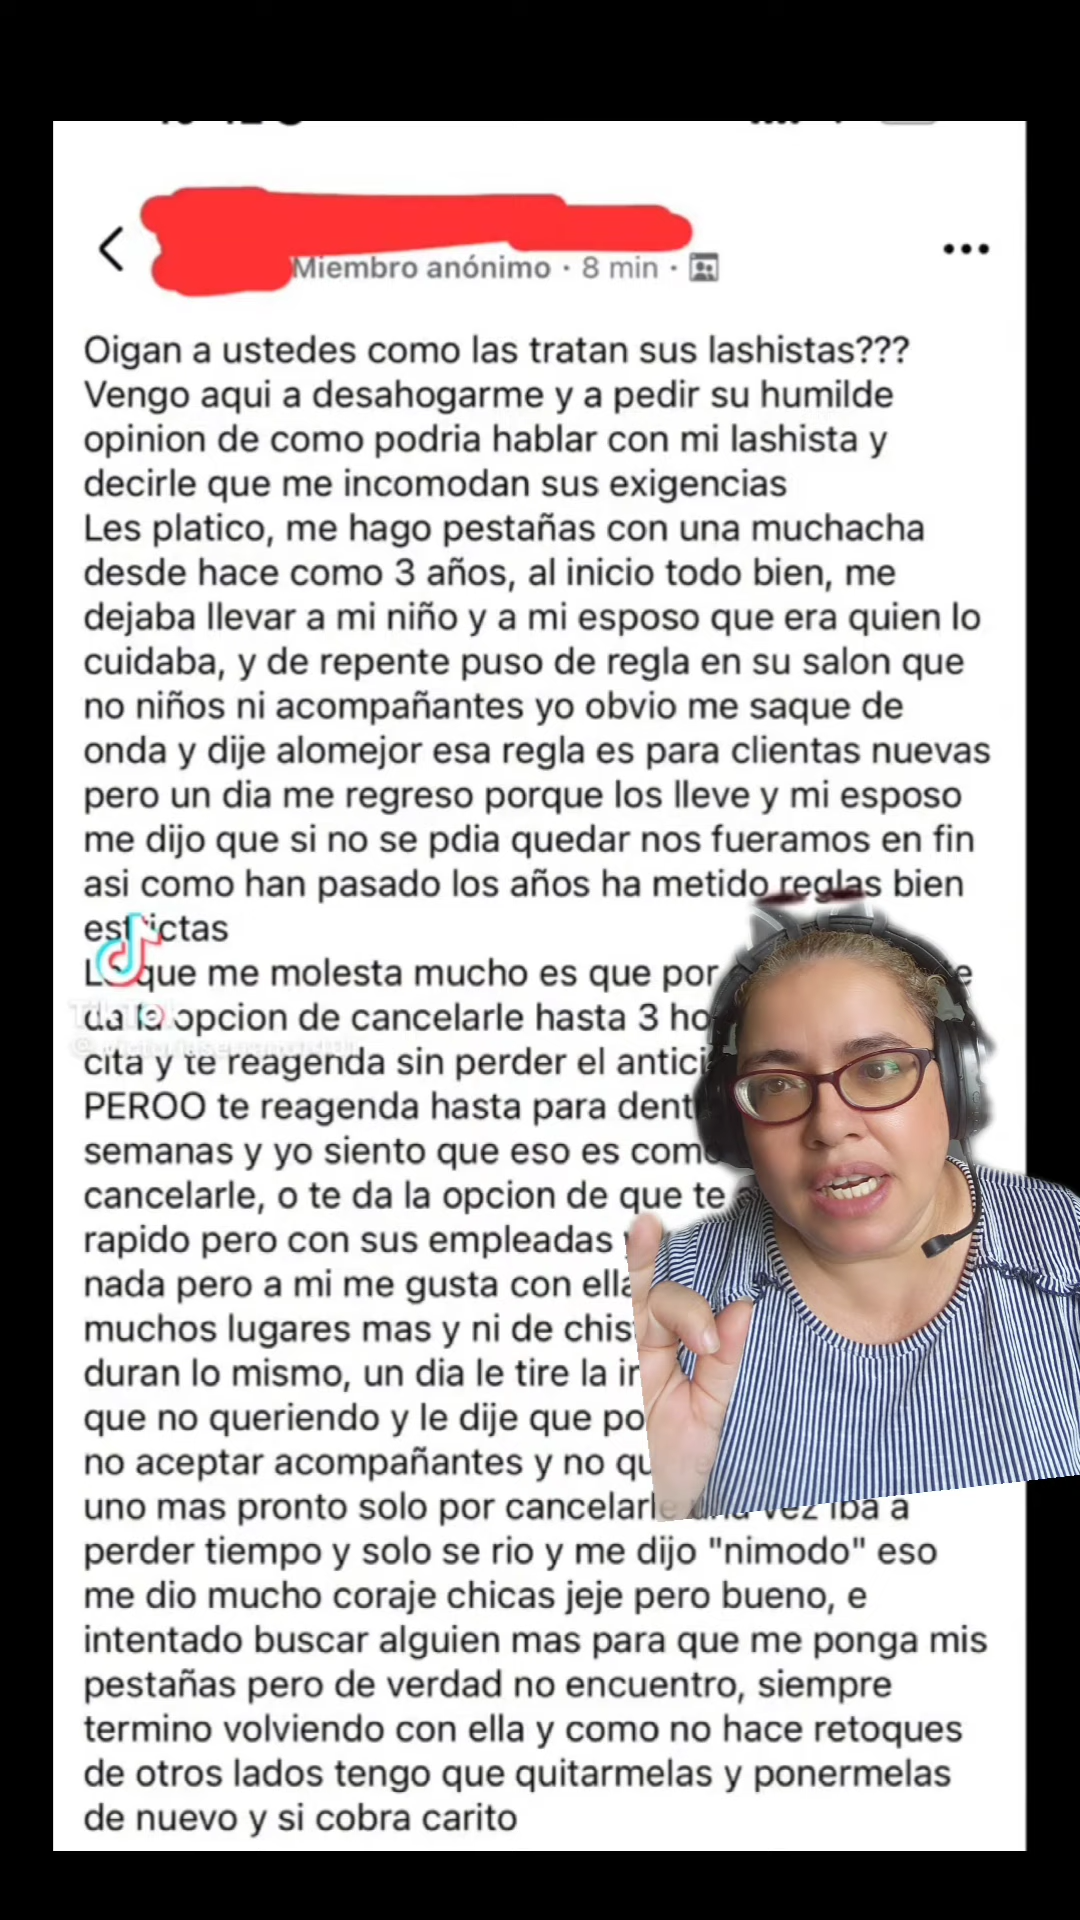 Miembro anónimo · 8 min ·
Oigan a ustedes como las tratan sus lashistas???
Vengo aqui a desahogarme y a pedir su humilde
opinion de como podria hablar con mi lashista y
decirle que me incomodan sus exigencias
Les platico, me hago pestañas con una muchacha
desde hace como 3 años, al inicio todo bien, me
dejaba llevar a mi niño y a mi esposo que era quien lo
cuidaba, y de repente puso de regla en su salon que
no niños ni acompañantes yo obvio me saque de
onda y dije alomejor esa regla es para clientas nuevas
pero un dia me regreso porque los lleve y mi esposo
me dijo que si no se pdia quedar nos fueramos en fin
asi como han pasado los años ha metido reglas bien
estrictas
Lo que me molesta mucho es que por
da la opcion de cancelarle hasta 3
cita y te reagenda sin perder el
PEROO te reagenda hasta para
semanas y yo siento que eso es como
cancelarle, o te da la opcion de que te
rapido pero con sus empleadas
nada pero a mi me gusta con ella
muchos lugares mas y ni de
duran lo mismo, un dia le tire la
que no queriendo y le dije que
no aceptar acompañantes y no
uno mas pronto solo por cancelarle una vez iba a
perder tiempo y solo se rio y me dijo "nimodo" eso
me dio mucho coraje chicas jeje pero bueno, e
intentado buscar alguien mas para que me ponga mis
pestañas pero de verdad no encuentro, siempre
termino volviendo con ella y como no hace retoques
de otros lados tengo que quitarmelas y ponermelas
de nuevo y si cobra carito
TikTok